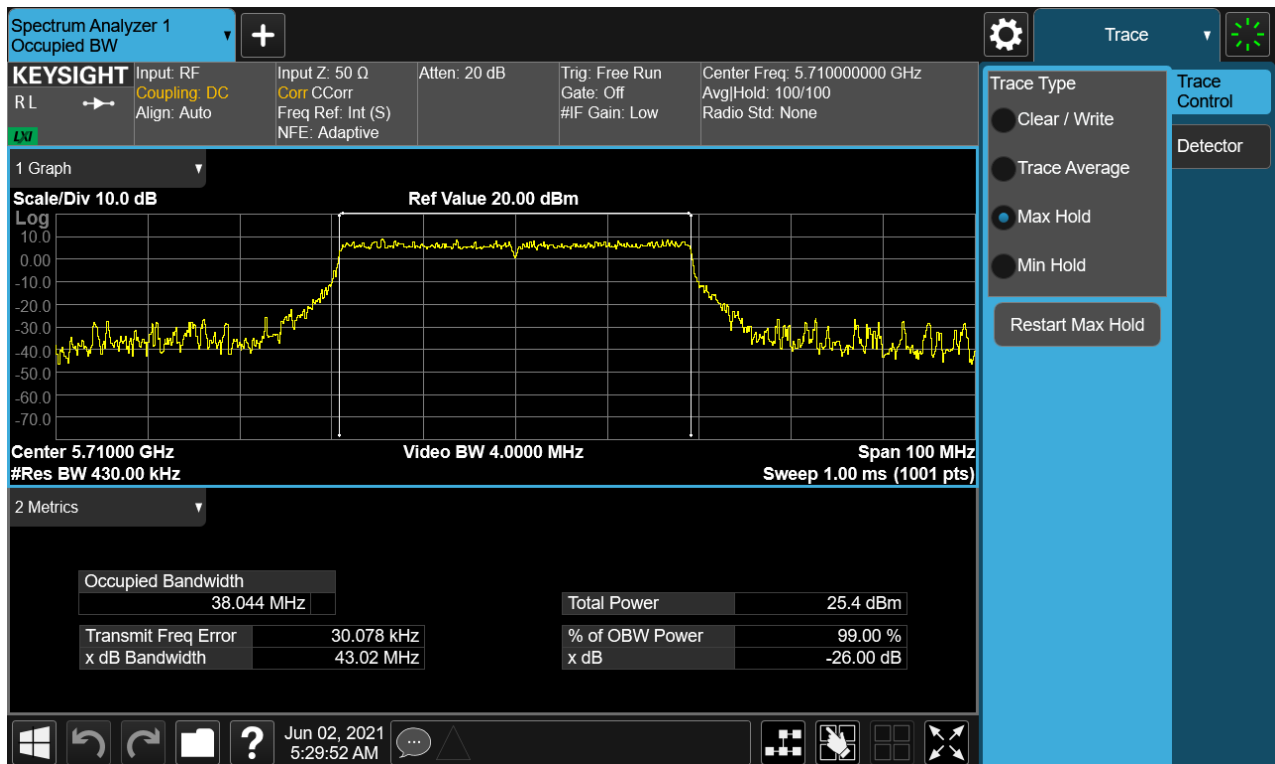 Spectrum Analyzer 1
Occupied BW
▼
+
Trace
▼
KEYSIGHT
R L
LXI
Input: RF
Coupling: DC
Align: Auto
Input Z: 50 Ω
Corr CCorr
Freq Ref: Int (S)
NFE: Adaptive
Atten: 20 dB
Trig: Free Run
Gate: Off
#IF Gain: Low
Center Freq: 5.710000000 GHz
Avg|Hold: 100/100
Radio Std: None
Trace Type
Clear / Write
Trace Average
Max Hold
Min Hold
Restart Max Hold
Trace
Control
Detector
1 Graph ▼
Scale/Div 10.0 dB
Ref Value 20.00 dBm
Log
10.0
0.00
-10.0
-20.0
-30.0
-40.0
-50.0
-60.0
-70.0
Center 5.71000 GHz
#Res BW 430.00 kHz
Video BW 4.0000 MHz
Span 100 MHz
Sweep 1.00 ms (1001 pts)
2 Metrics ▼
Occupied Bandwidth
38.044 MHz
Transmit Freq Error 30.078 kHz
x dB Bandwidth 43.02 MHz
Total Power 25.4 dBm
% of OBW Power 99.00 %
x dB -26.00 dB
?
Jun 02, 2021
5:29:52 AM